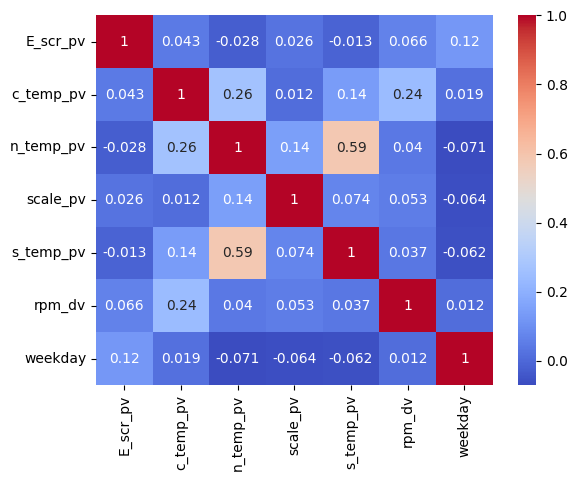 E_scr_pv 1 0.043 -0.028 0.026 -0.013 0.066 0.12
c_temp_pv 0.043 1 0.26 0.012 0.14 0.24 0.019
n_temp_pv -0.028 0.26 1 0.14 0.59 0.04 -0.071
scale_pv 0.026 0.012 0.14 1 0.074 0.053 -0.064
s_temp_pv -0.013 0.14 0.59 0.074 1 0.037 -0.062
rpm_dv 0.066 0.24 0.04 0.053 0.037 1 0.012
weekday 0.12 0.019 -0.071 -0.064 -0.062 0.012 1
E_scr_pv c_temp_pv n_temp_pv scale_pv s_temp_pv rpm_dv weekday
1.0
0.8
0.6
0.4
0.2
0.0